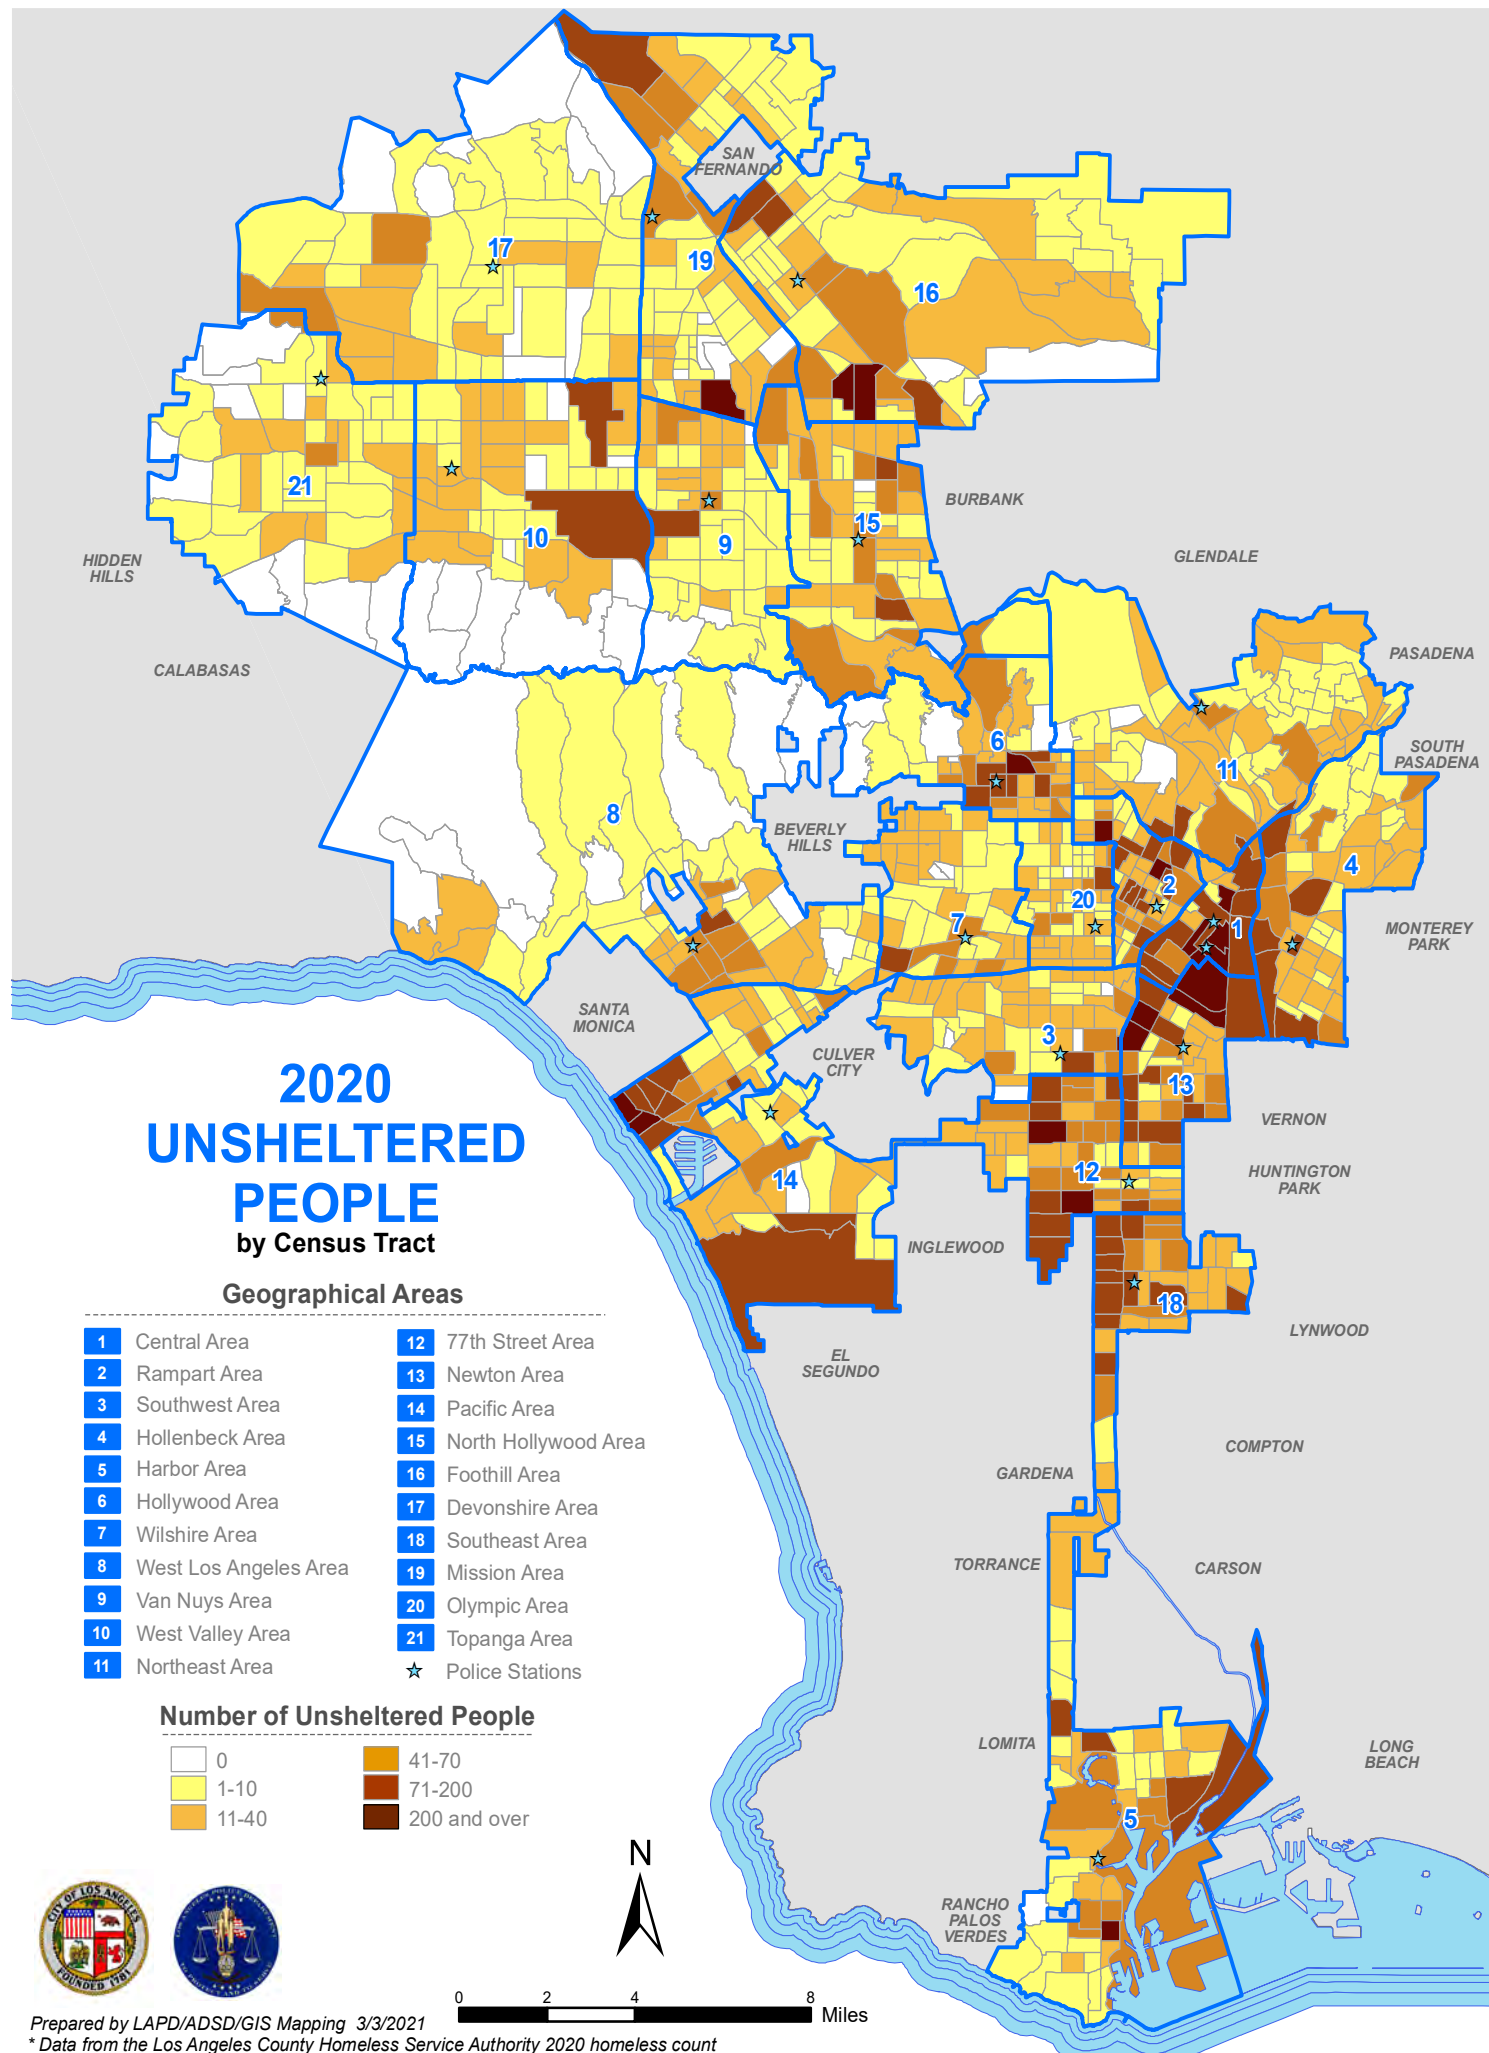 SAN
FERNANDO
17
19
16
21
10
9
15
BURBANK
GLENDALE
HIDDEN
HILLS
CALABASAS
PASADENA
SOUTH
PASADENA
6
11
8
BEVERLY
HILLS
4
2
20
7
1
MONTEREY
PARK
SANTA
MONICA
3
CULVER
CITY
13
VERNON
12
HUNTINGTON
PARK
14
INGLEWOOD
18
LYNWOOD
EL
SEGUNDO
COMPTON
GARDENA
TORRANCE
CARSON
LOMITA
LONG
BEACH
5
RANCHO
PALOS
VERDES
2020
UNSHELTERED
PEOPLE
by Census Tract
Geographical Areas
1 Central Area
2 Rampart Area
3 Southwest Area
4 Hollenbeck Area
5 Harbor Area
6 Hollywood Area
7 Wilshire Area
8 West Los Angeles Area
9 Van Nuys Area
10 West Valley Area
11 Northeast Area
12 77th Street Area
13 Newton Area
14 Pacific Area
15 North Hollywood Area
16 Foothill Area
17 Devonshire Area
18 Southeast Area
19 Mission Area
20 Olympic Area
21 Topanga Area
Police Stations
Number of Unsheltered People
0
1-10
11-40
41-70
71-200
200 and over
N
CITY OF LOS ANGELES
FOUNDED 1781
0 2 4 8 Miles
Prepared by LAPD/ADSD/GIS Mapping 3/3/2021
* Data from the Los Angeles County Homeless Service Authority 2020 homeless count